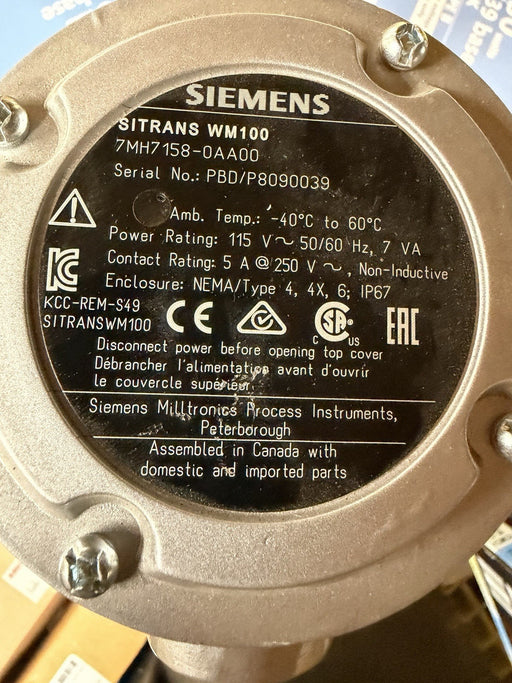 SIEMENS
SITRANS WM100
7MH7158-0AA00
Serial No.: PBD/P8090039
Amb. Temp.: -40°C to 60°C
Power Rating: 115 V ~ 50/60 Hz, 7 VA
Contact Rating: 5 A @ 250 V ~, Non-Inductive
Enclosure: NEMA/Type 4, 4X, 6; IP67
KCC-REM-S49
SITRANSWM100
CE
C SA US
EAC
Disconnect power before opening top cover
Débrancher l'alimentation avant d'ouvrir
le couvercle supérieur
Siemens Milltronics Process Instruments,
Peterborough
Assembled in Canada with
domestic and imported parts